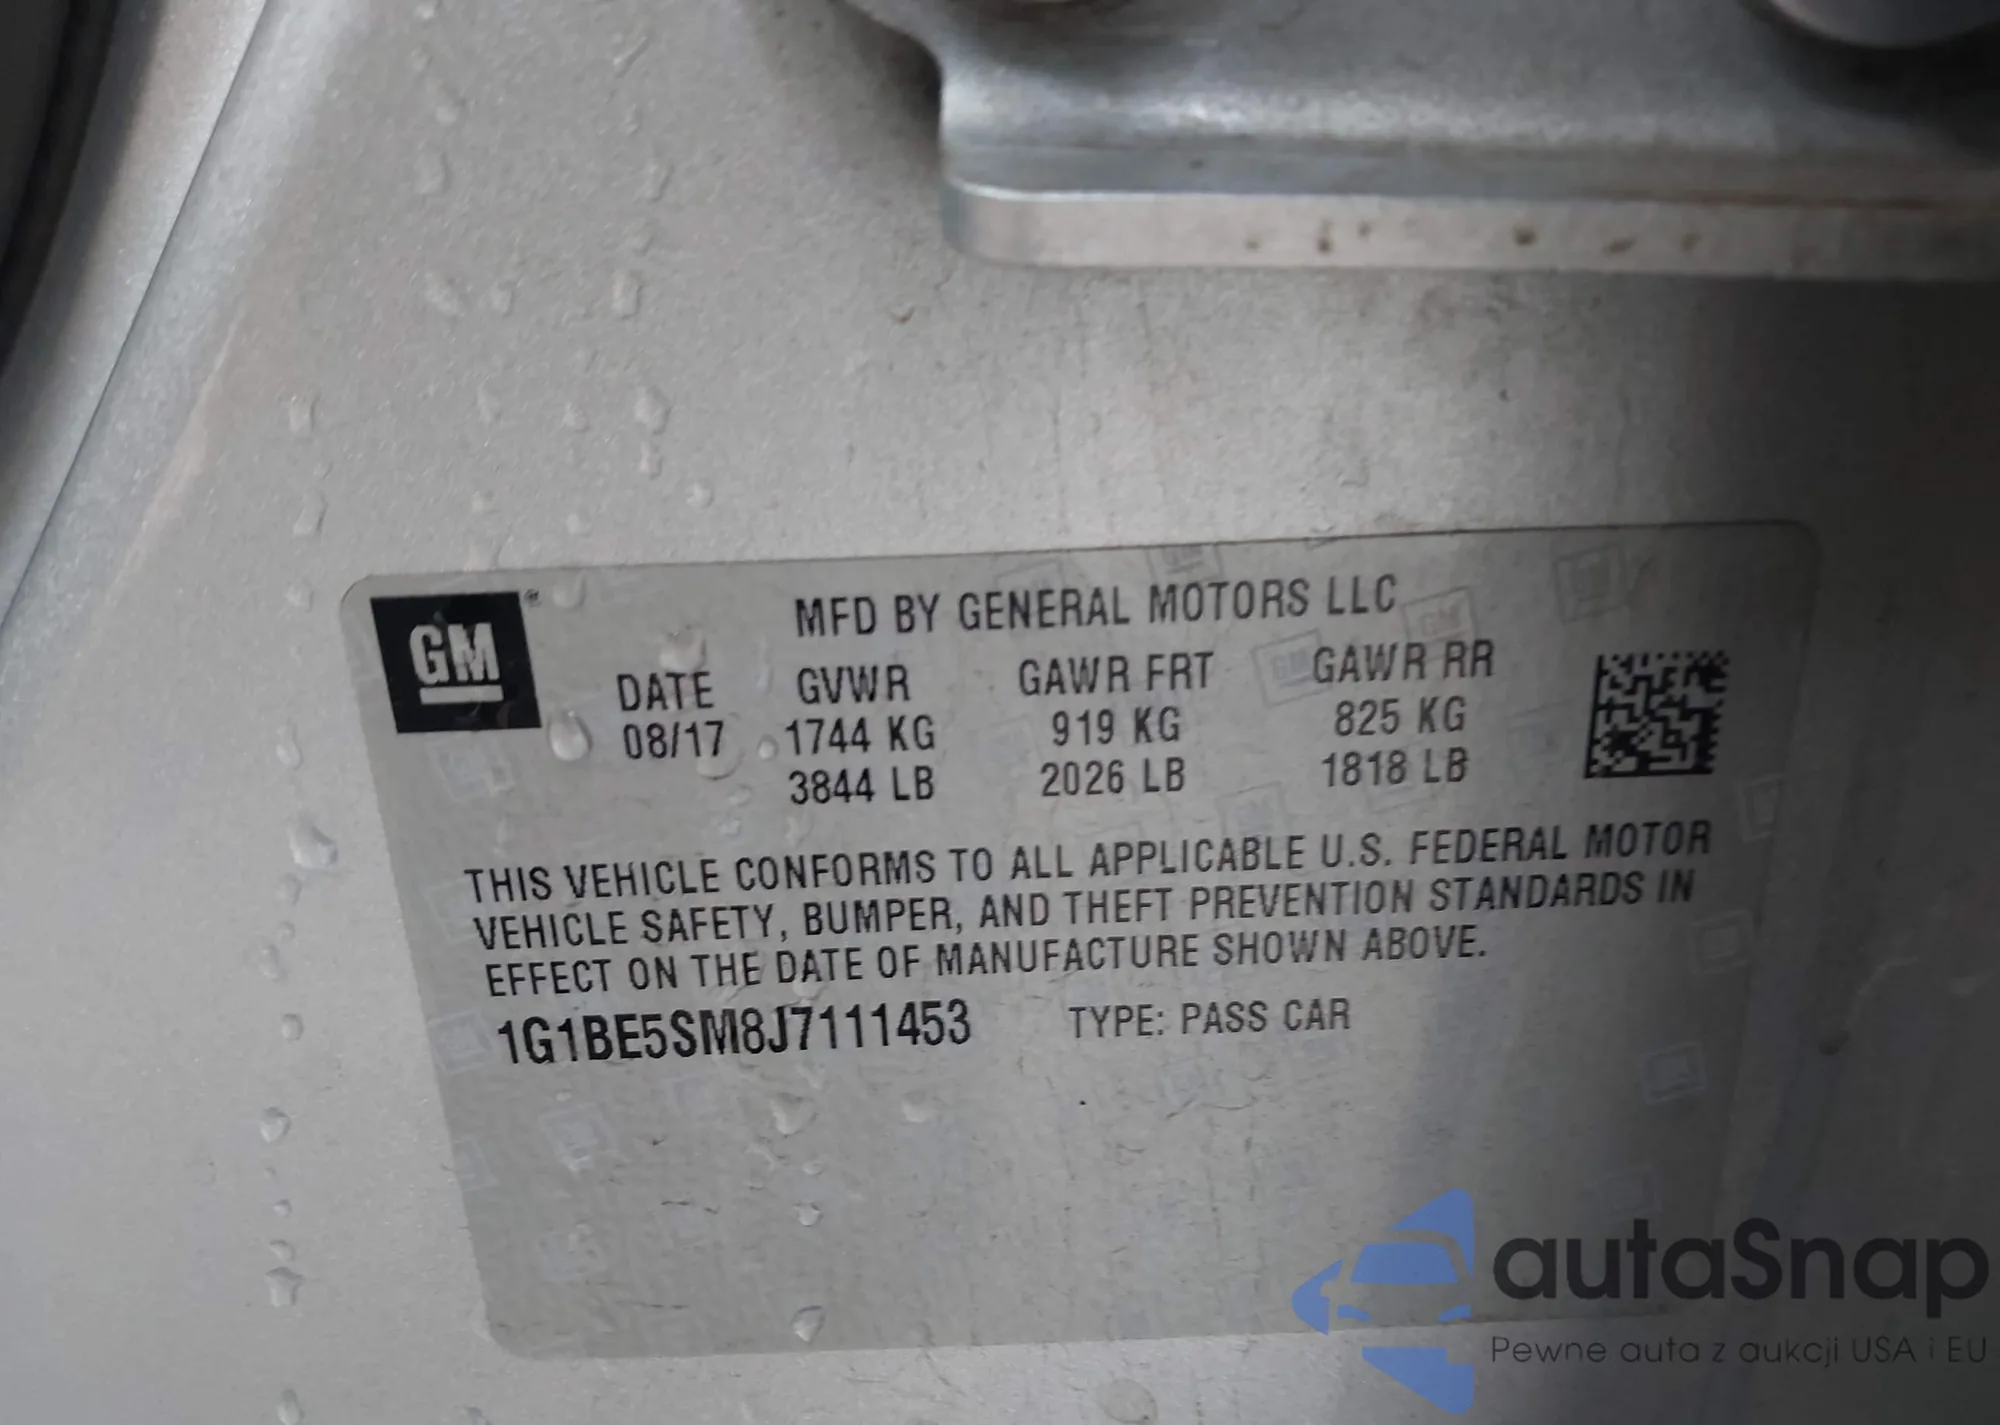 GM®
MFD BY GENERAL MOTORS LLC
DATE GVWR GAWR FRT GAWR RR
08/17 1744 KG 919 KG 825 KG
3844 LB 2026 LB 1818 LB
THIS VEHICLE CONFORMS TO ALL APPLICABLE U.S. FEDERAL MOTOR
VEHICLE SAFETY, BUMPER, AND THEFT PREVENTION STANDARDS IN
EFFECT ON THE DATE OF MANUFACTURE SHOWN ABOVE.
1G1BE5SM8J7111453 TYPE: PASS CAR
autoSnap
Pewne auta z aukcji USA i EU